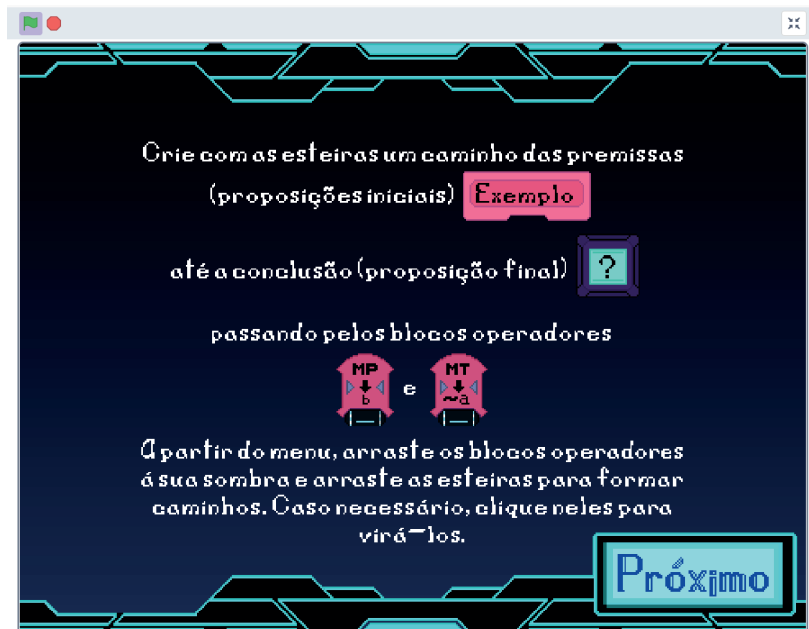 Crie com as esteiras um caminho das premissas
(proposições iniciais) Exemplo
até a conclusão (proposição final) ?
passando pelos blocos operadores
MP b e MT ~a
A partir do menu, arraste os blocos operadores
á sua sombra e arraste as esteiras para formar
caminhos. Caso necessário, clique neles para
virá-los.
Próximo